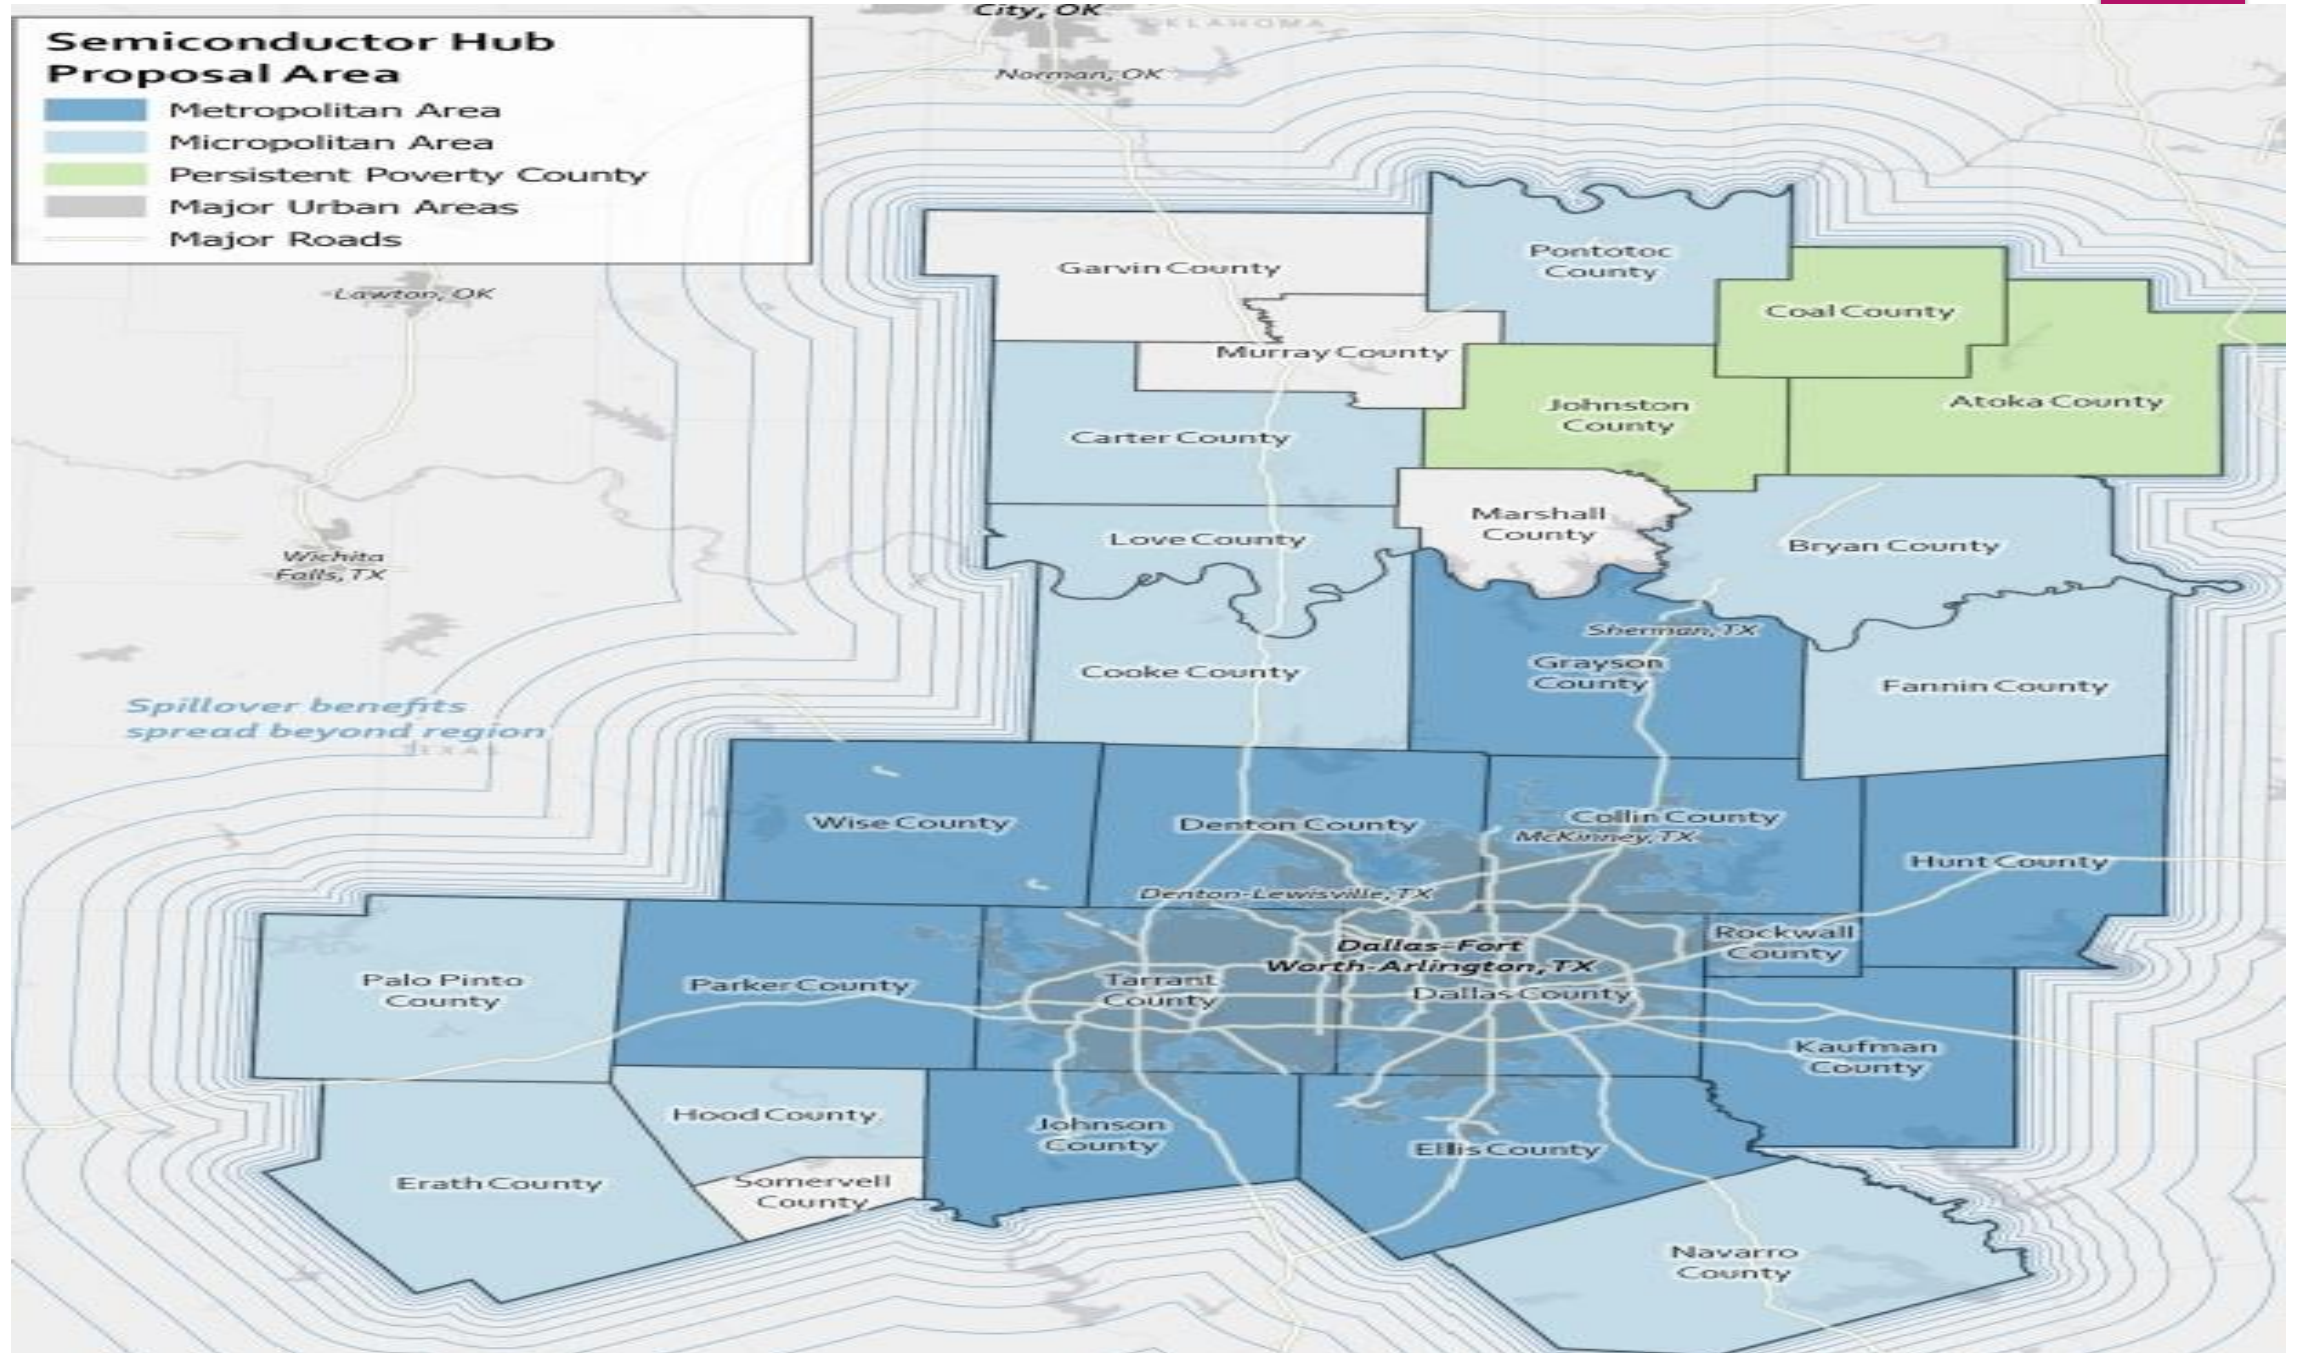 City, OK
OKLAHOMA
Semiconductor Hub
Proposal Area
Metropolitan Area
Micropolitan Area
Persistent Poverty County
Major Urban Areas
Major Roads
Norman, OK
Lawton, OK
Garvin County
Pontotoc
County
Coal County
Murray County
Johnston
County
Atoka County
Carter County
Marshall
County
Love County
Bryan County
Wichita
Falls, TX
Sherman, TX
Cooke County
Grayson
County
Fannin County
Spillover benefits
spread beyond region
TEXAS
Wise County
Denton County
Collin County
McKinney, TX
Hunt County
Denton-Lewisville, TX
Dallas-Fort
Worth-Arlington, TX
Rockwall
County
Palo Pinto
County
Parker County
Tarrant
County
Dallas County
Kaufman
County
Hood County
Johnson
County
Ellis County
Erath County
Somervell
County
Navarro
County